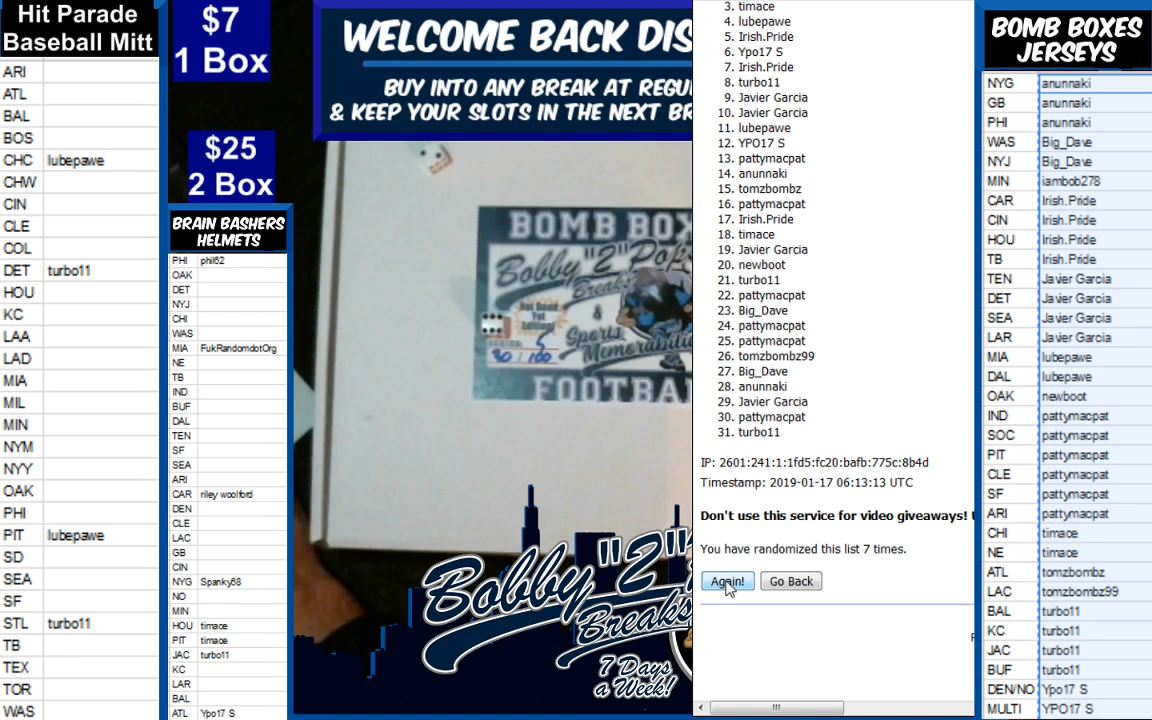 Hit Parade
Baseball Mitt
ARI
ATL
BAL
BOS
CHC lubepawe
CHW
CIN
CLE
COL
DET turbo11
HOU
KC
LAA
LAD
MIA
MIL
MIN
NYM
NYY
OAK
PHI
PIT lubepawe
SD
SEA
SF
STL turbo11
TB
TEX
TOR
WAS
$7
1 Box
$25
2 Box
BRAIN BASHERS
HELMETS
PHI phil62
OAK
DET
NYJ
CHI
WAS
MIA FukRandomdotOrg
NE
TB
IND
BUF
DAL
TEN
SF
SEA
ARI
CAR riley woolford
DEN
CLE
LAC
GB
CIN
NYG Spanky68
NO
MIN
HOU timace
PIT timace
JAC turbo11
KC
LAR
BAL
ATL Ypo17 S
WELCOME BACK DIS
BUY INTO ANY BREAK AT REGU
& KEEP YOUR SLOTS IN THE NEXT BR
BOMB BOX
Bobby "2" Pop
Breaks
&
Sports
Memorabili
30 / 100
FOOTBA
Bobby "2"
Breaks
7 Days
a Week!
3. timace
4. lubepawe
5. Irish.Pride
6. Ypo17 S
7. Irish.Pride
8. turbo11
9. Javier Garcia
10. Javier Garcia
11. lubepawe
12. YPO17 S
13. pattymacpat
14. anunnaki
15. tomzbombz
16. pattymacpat
17. Irish.Pride
18. timace
19. Javier Garcia
20. newboot
21. turbo11
22. pattymacpat
23. Big_Dave
24. pattymacpat
25. pattymacpat
26. tomzbombz99
27. Big_Dave
28. anunnaki
29. Javier Garcia
30. pattymacpat
31. turbo11
IP: 2601:241:1:1fd5:fc20:bafb:775c:8b4d
Timestamp: 2019-01-17 06:13:13 UTC
Don't use this service for video giveaways!
You have randomized this list 7 times.
Again! Go Back
BOMB BOXES
JERSEYS
NYG anunnaki
GB anunnaki
PHI anunnaki
WAS Big_Dave
NYJ Big_Dave
MIN iambob278
CAR Irish.Pride
CIN Irish.Pride
HOU Irish.Pride
TB Irish.Pride
TEN Javier Garcia
DET Javier Garcia
SEA Javier Garcia
LAR Javier Garcia
MIA lubepawe
DAL lubepawe
OAK newboot
IND pattymacpat
SOC pattymacpat
PIT pattymacpat
CLE pattymacpat
SF pattymacpat
ARI pattymacpat
CHI timace
NE timace
ATL tomzbombz
LAC tomzbombz99
BAL turbo11
KC turbo11
JAC turbo11
BUF turbo11
DEN/NO Ypo17 S
MULTI YPO17 S